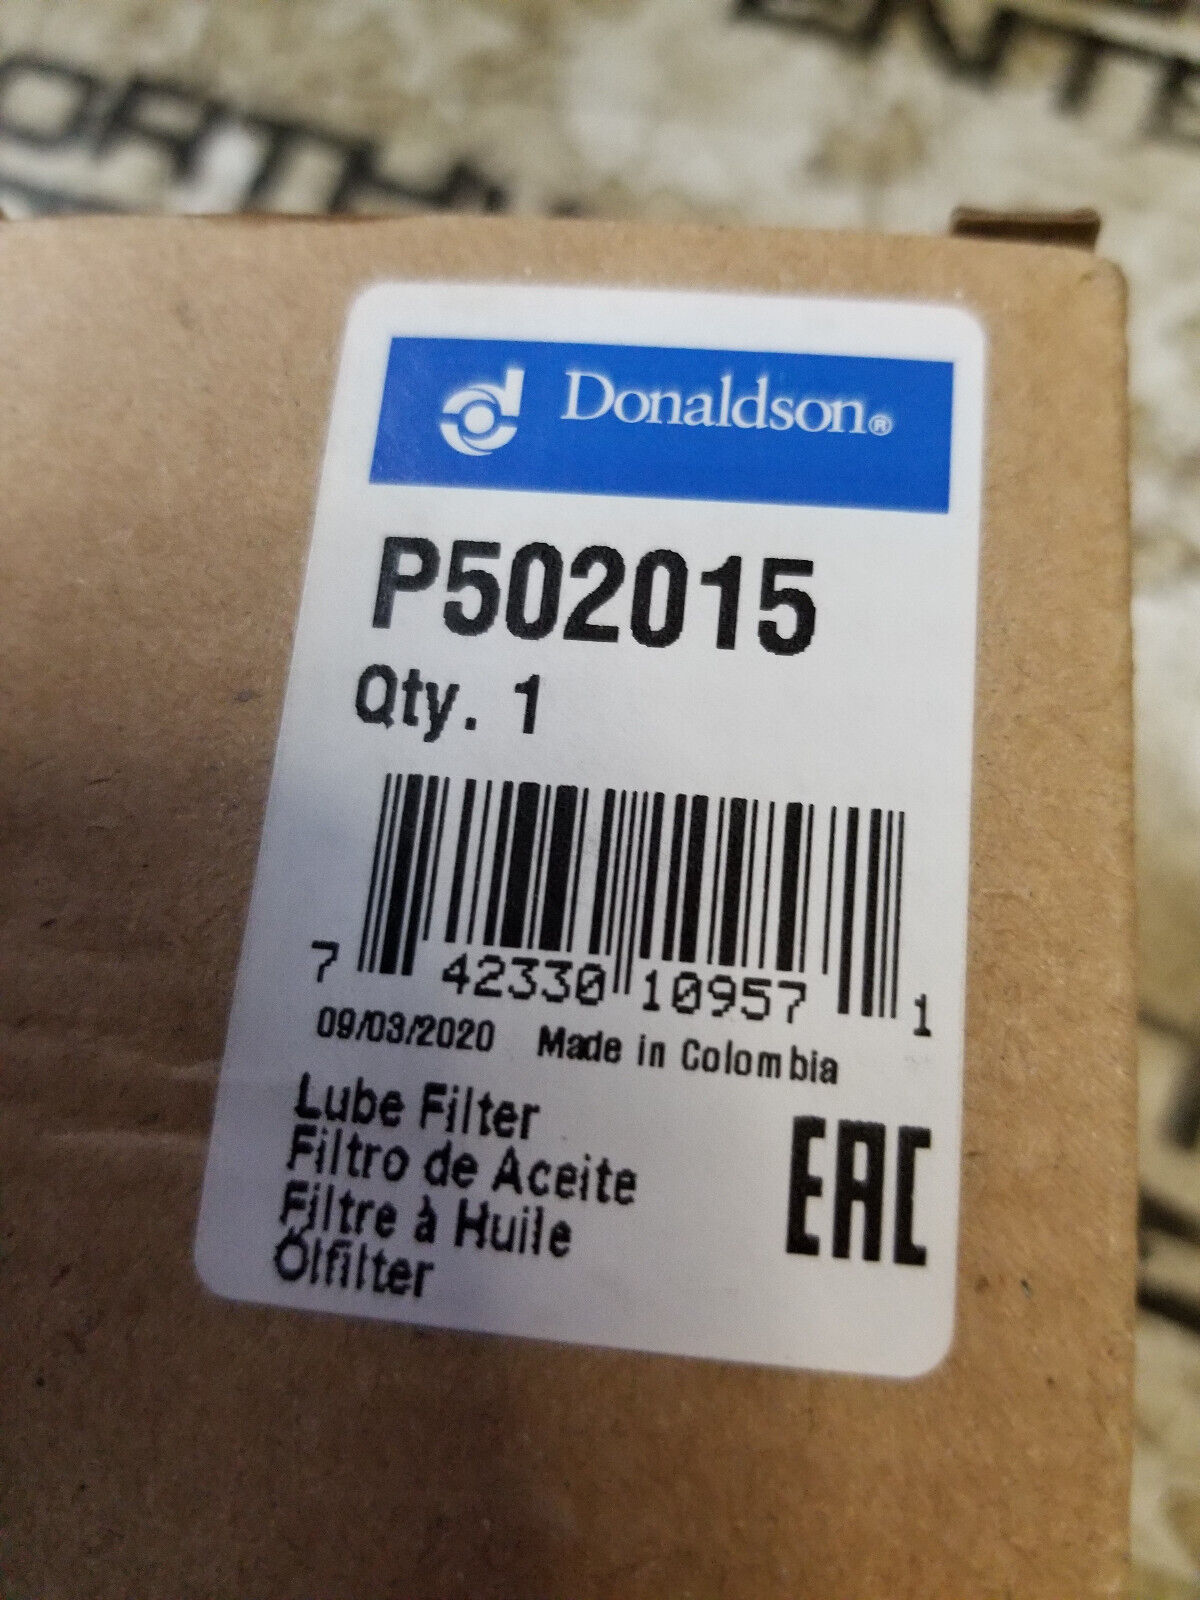 Donaldson®
P502015
Qty. 1
7 42330 10957 1
09/03/2020 Made in Colombia
Lube Filter
Filtro de Aceite
Filtre à Huile
Ölfilter
EAC